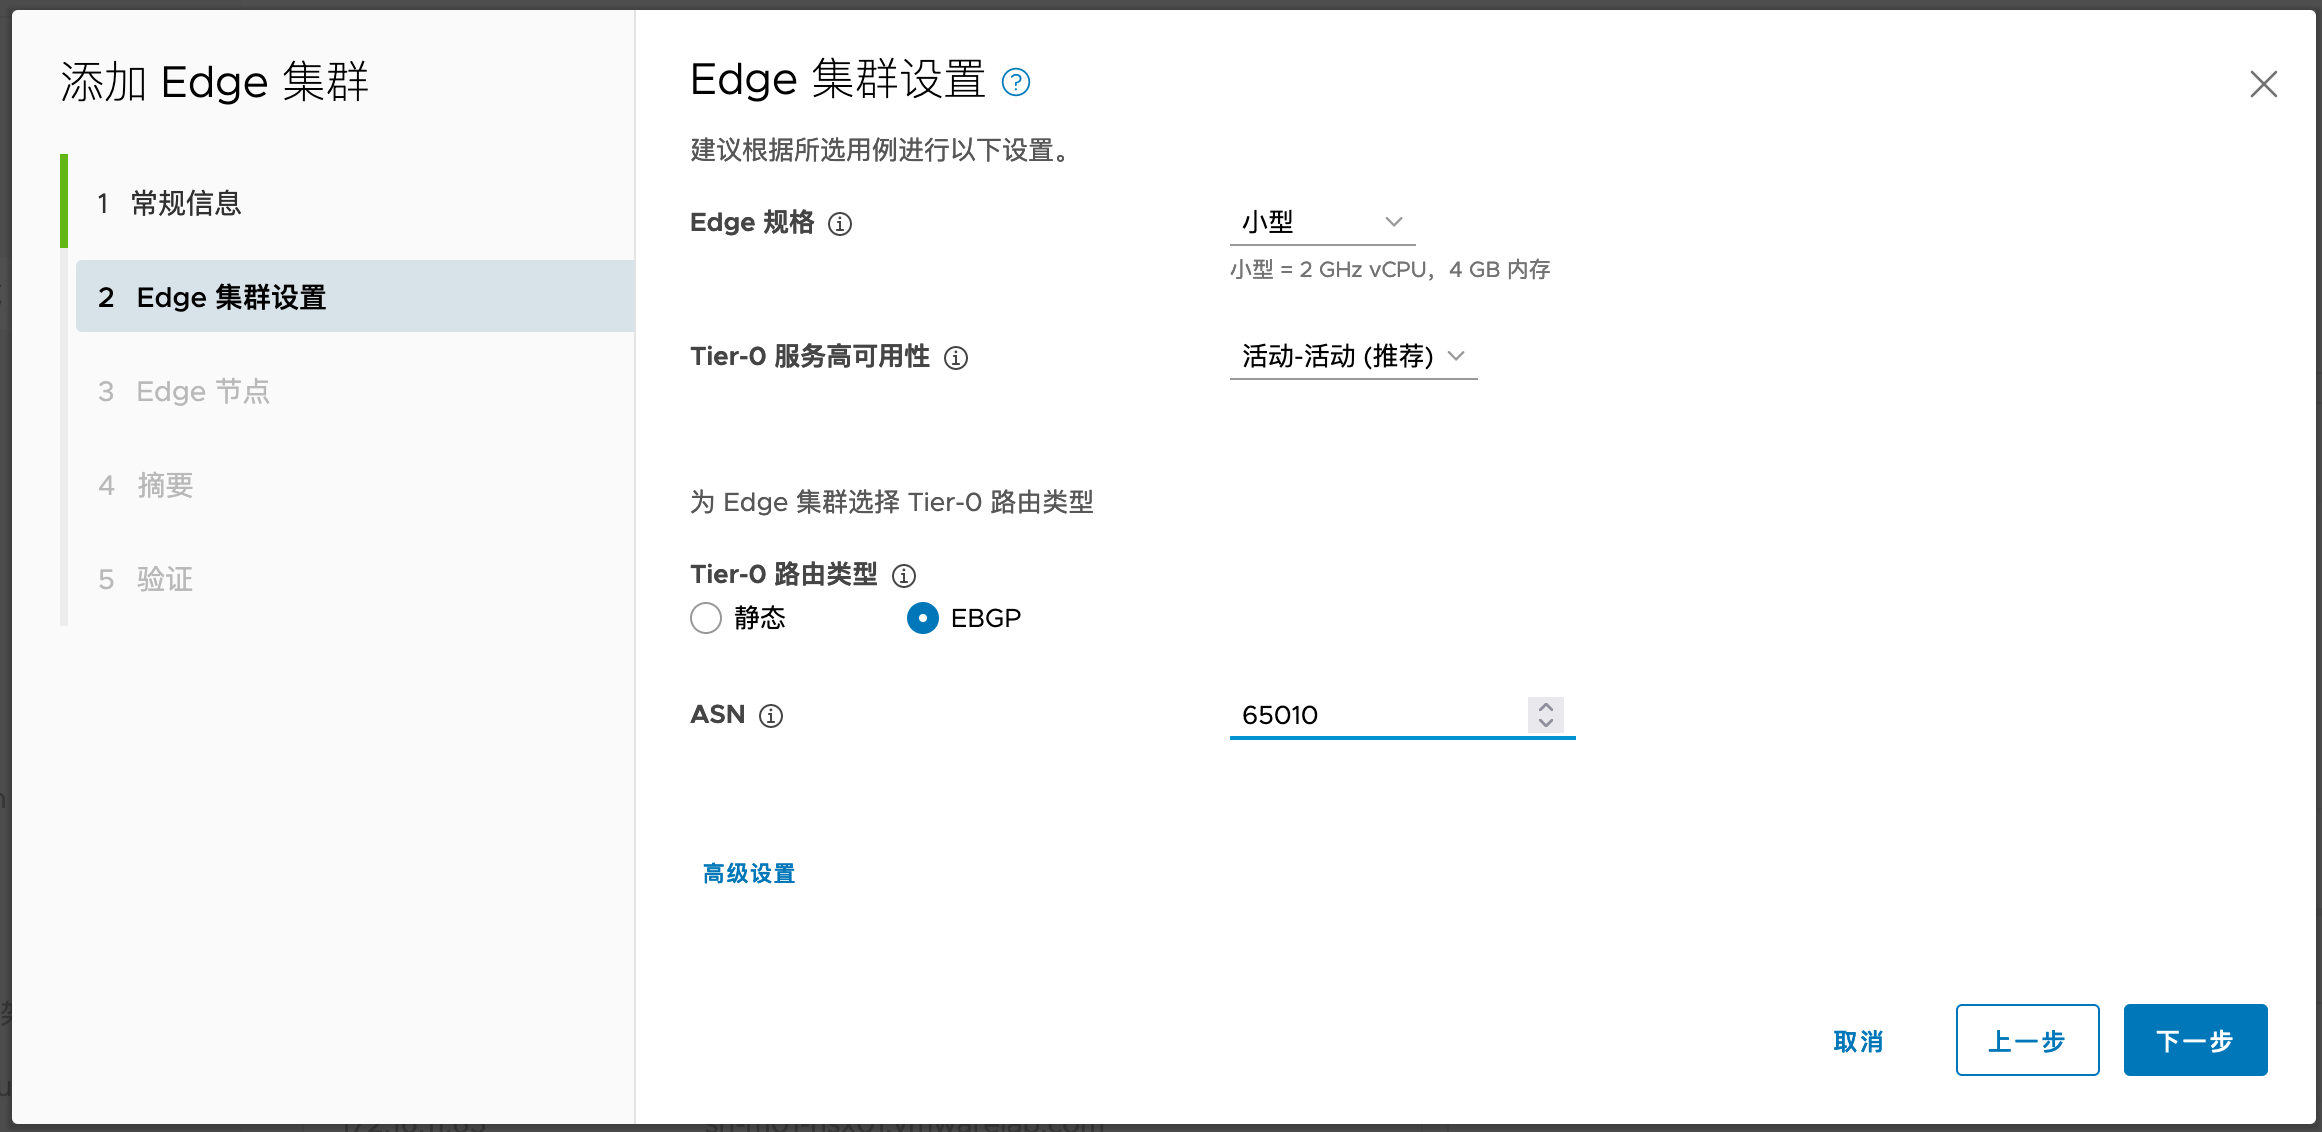 添加 Edge 集群
1 常规信息
2 Edge 集群设置
3 Edge 节点
4 摘要
5 验证
Edge 集群设置
建议根据所选用例进行以下设置。
Edge 规格
小型
小型 = 2 GHz vCPU，4 GB 内存
Tier-0 服务高可用性
活动-活动 (推荐)
为 Edge 集群选择 Tier-0 路由类型
Tier-0 路由类型
静态
EBGP
ASN
65010
高级设置
取消
上一步
下一步